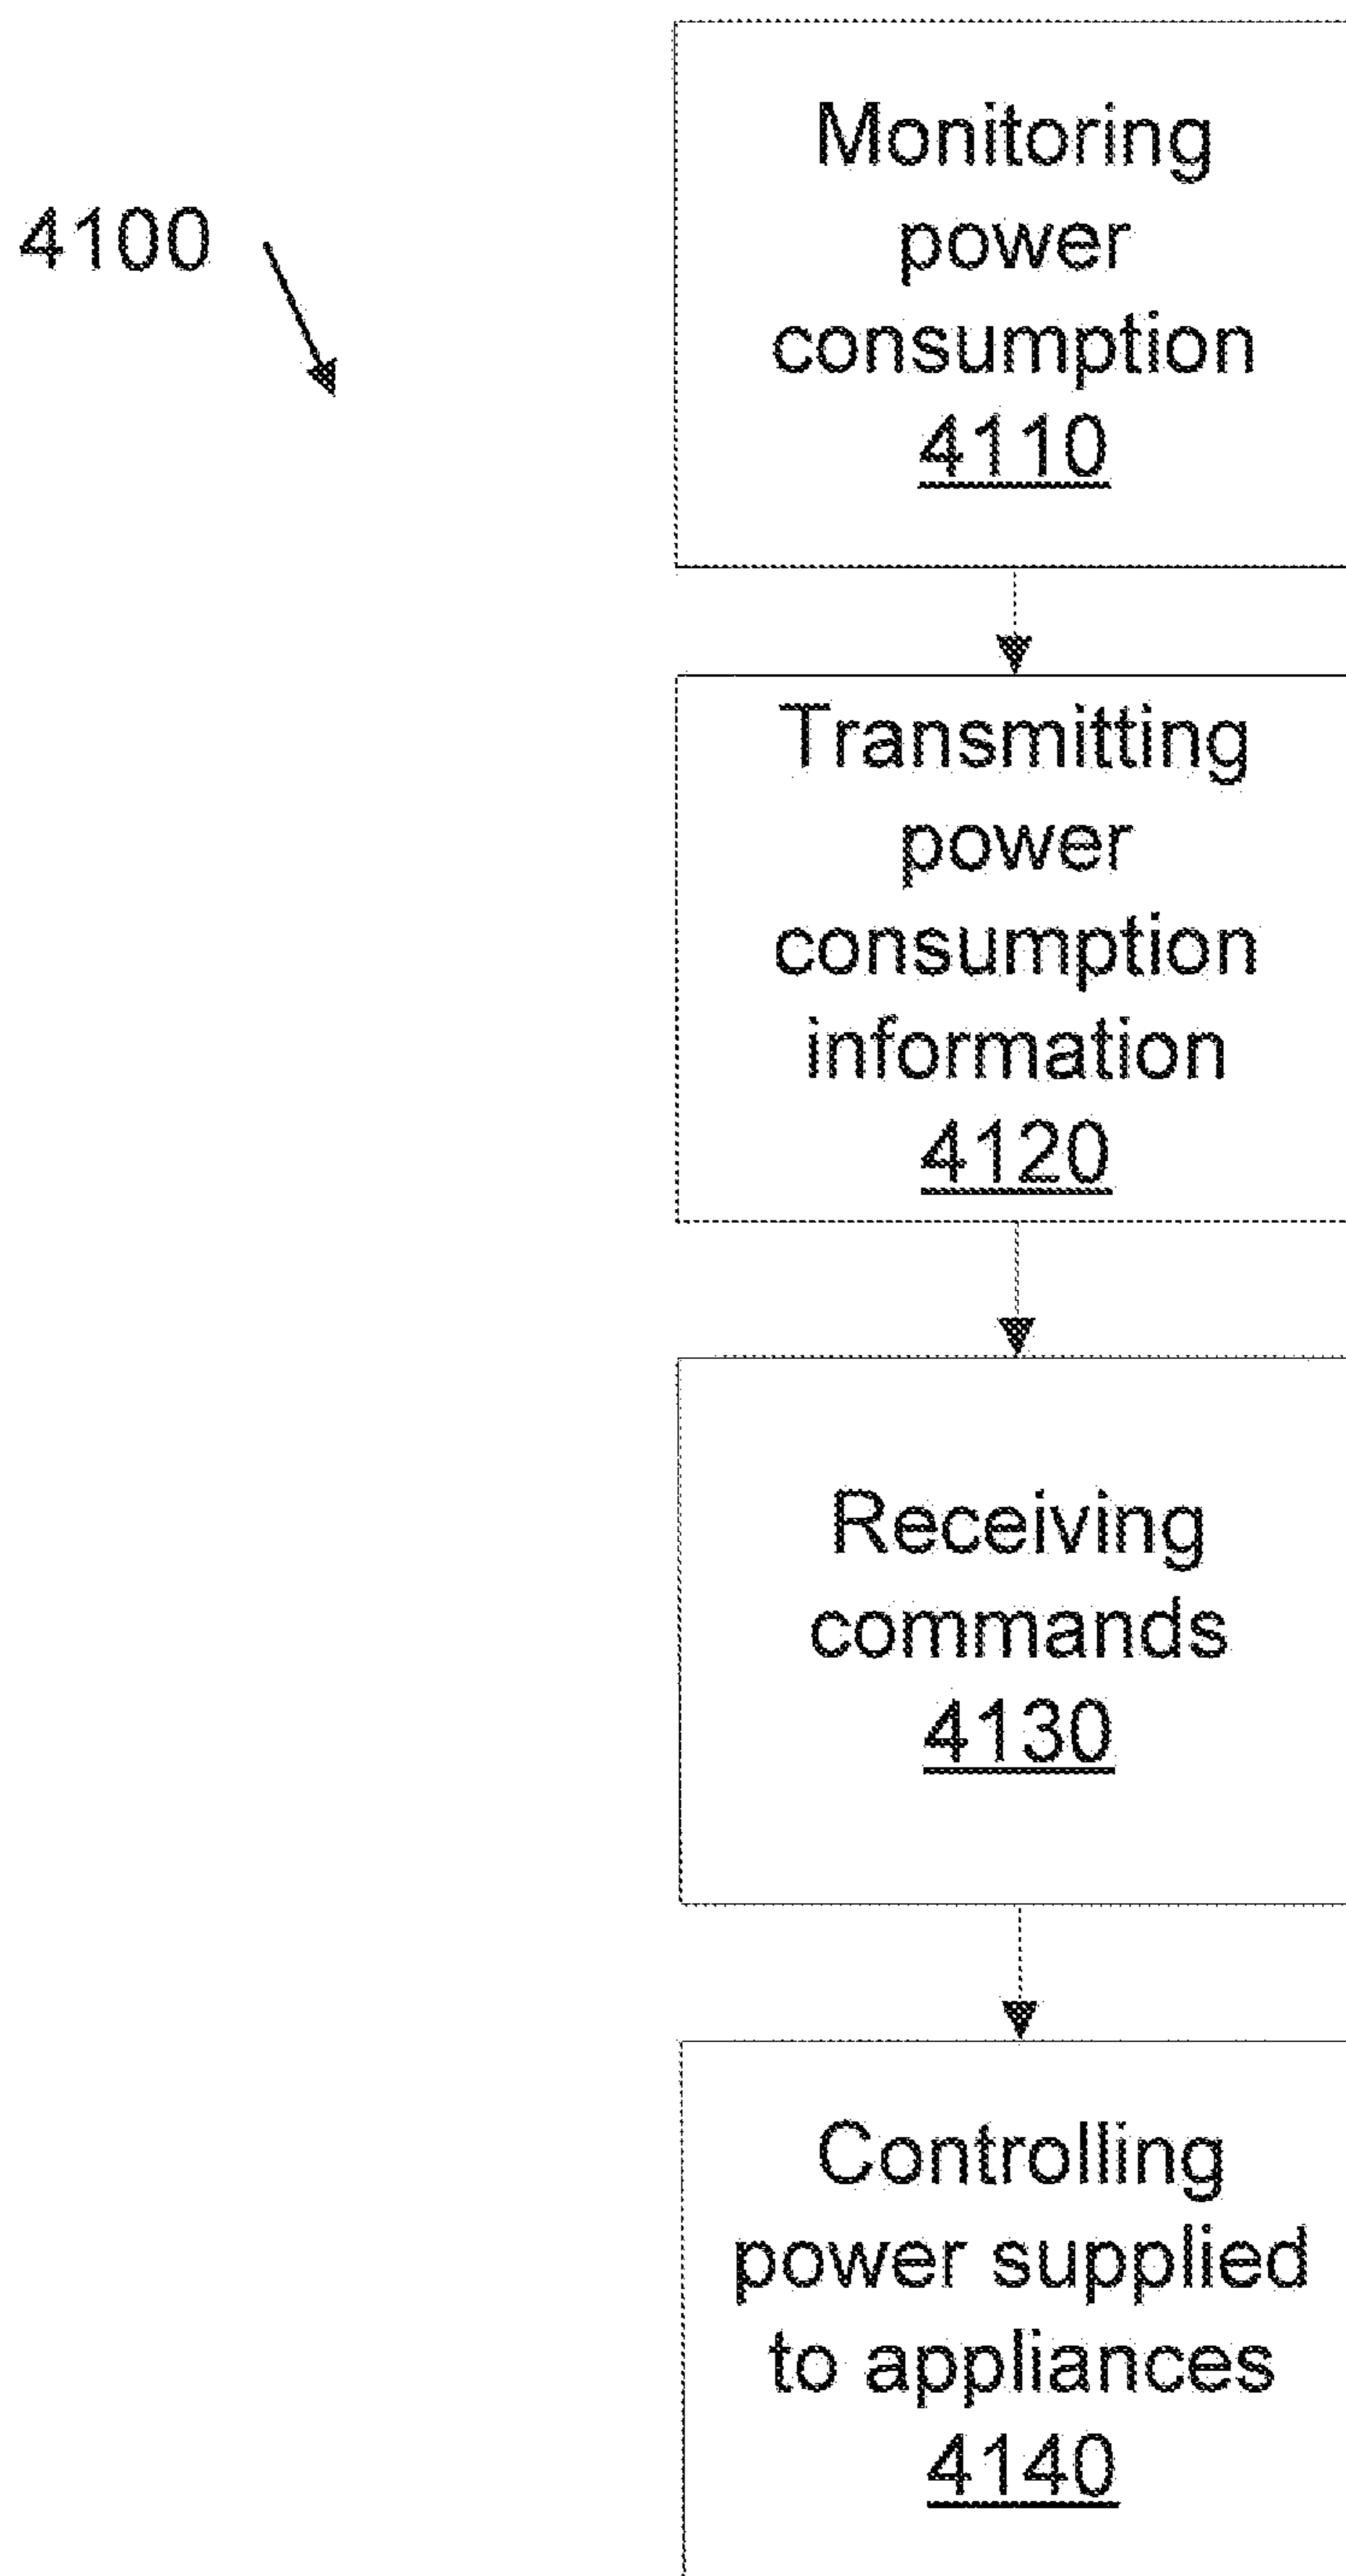 4100
Monitoring
power
consumption
4110
Transmitting
power
consumption
information
4120
Receiving
commands
4130
Controlling
power supplied
to appliances
4140